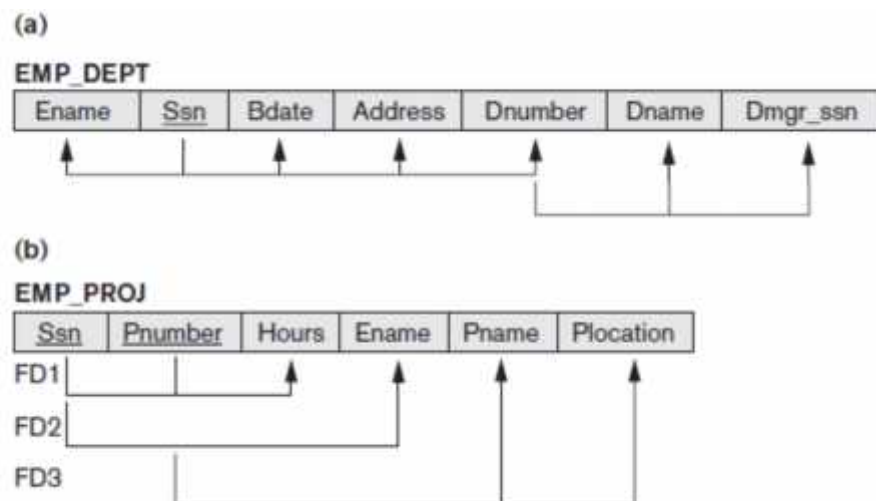 (a)
EMP_DEPT
Ename Ssn Bdate Address Dnumber Dname Dmgr_ssn
(b)
EMP_PROJ
Ssn Pnumber Hours Ename Pname Plocation
FD1
FD2
FD3